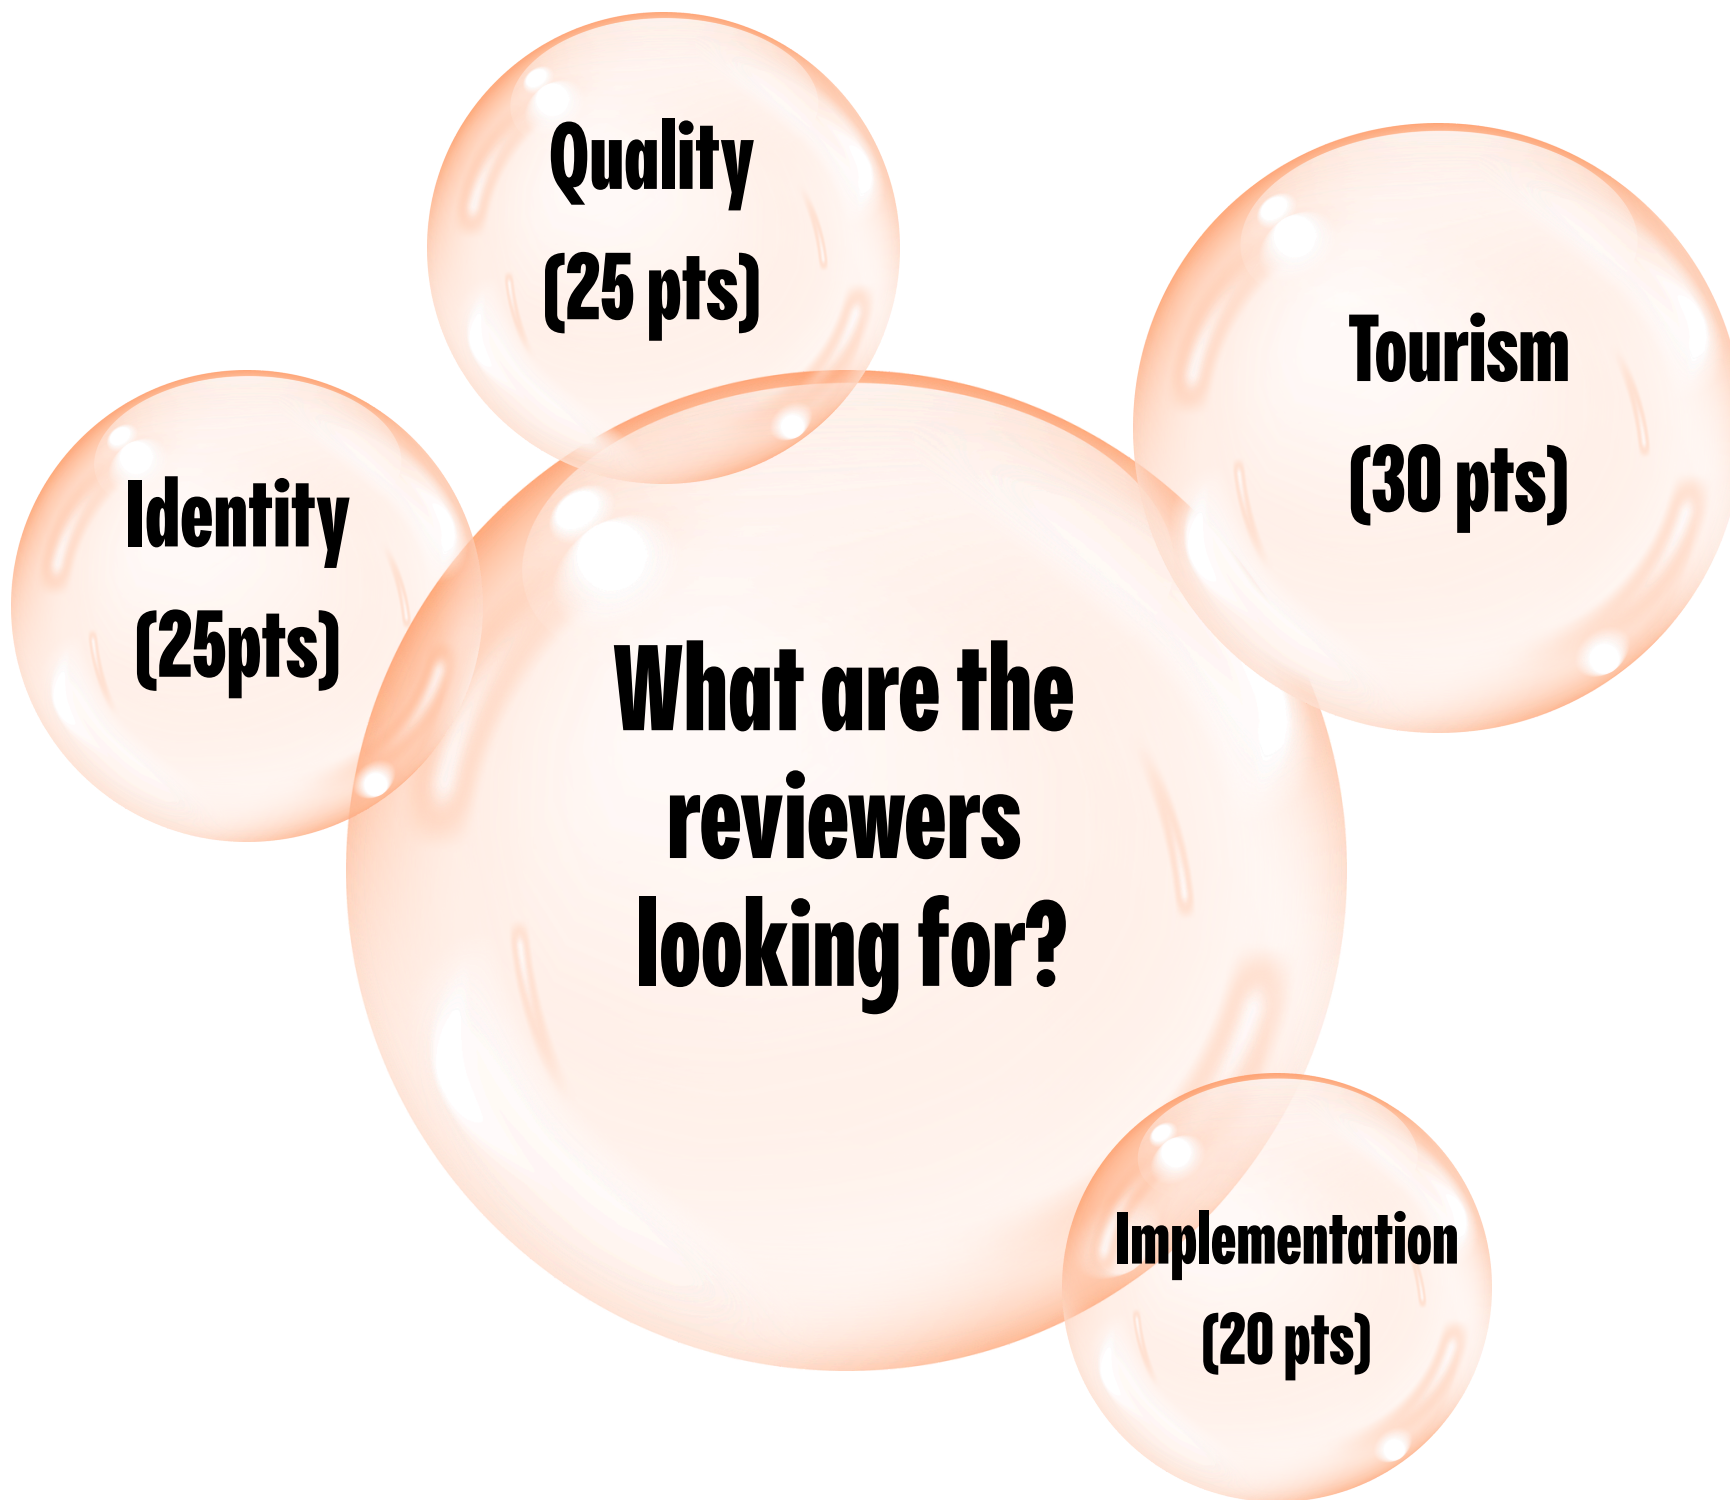 Quality
(25 pts)
Tourism
(30 pts)
Identity
(25pts)
What are the
reviewers
looking for?
Implementation
(20 pts)